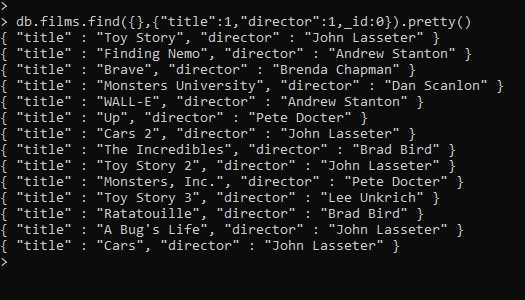 >
> db.films.find({},{"title":1,"director":1,_id:0}).pretty()
{ "title" : "Toy Story", "director" : "John Lasseter" }
{ "title" : "Finding Nemo", "director" : "Andrew Stanton" }
{ "title" : "Brave", "director" : "Brenda Chapman" }
{ "title" : "Monsters University", "director" : "Dan Scanlon" }
{ "title" : "WALL-E", "director" : "Andrew Stanton" }
{ "title" : "Up", "director" : "Pete Docter" }
{ "title" : "Cars 2", "director" : "John Lasseter" }
{ "title" : "The Incredibles", "director" : "Brad Bird" }
{ "title" : "Toy Story 2", "director" : "John Lasseter" }
{ "title" : "Monsters, Inc.", "director" : "Pete Docter" }
{ "title" : "Toy Story 3", "director" : "Lee Unkrich" }
{ "title" : "Ratatouille", "director" : "Brad Bird" }
{ "title" : "A Bug's Life", "director" : "John Lasseter" }
{ "title" : "Cars", "director" : "John Lasseter" }
>